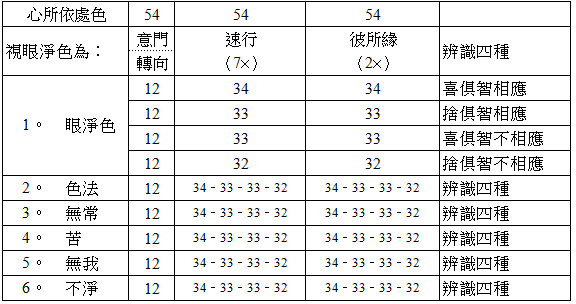 心所依處色 54 54 54
視眼淨色為： 意門轉向 速行（7×） 彼所緣（2×） 辨識四種
1。 眼淨色 12 34 34 喜俱智相應
12 33 33 捨俱智相應
12 33 33 喜俱智不相應
12 32 32 捨俱智不相應
2。 色法 12 34﹣33﹣33﹣32 34﹣33﹣33﹣32 辨識四種
3。 無常 12 34﹣33﹣33﹣32 34﹣33﹣33﹣32 辨識四種
4。 苦 12 34﹣33﹣33﹣32 34﹣33﹣33﹣32 辨識四種
5。 無我 12 34﹣33﹣33﹣32 34﹣33﹣33﹣32 辨識四種
6。 不淨 12 34﹣33﹣33﹣32 34﹣33﹣33﹣32 辨識四種